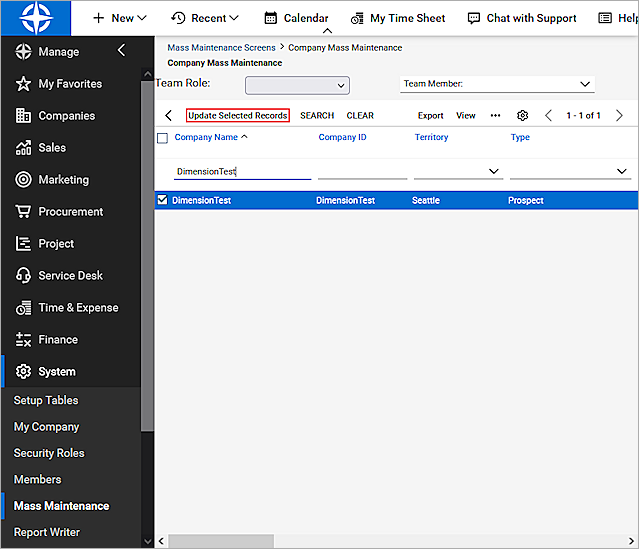 + New Recent Calendar My Time Sheet Chat with Support Help
Manage
My Favorites
Companies
Sales
Marketing
Procurement
Project
Service Desk
Time & Expense
Finance
System
Setup Tables
My Company
Security Roles
Members
Mass Maintenance
Report Writer
Mass Maintenance Screens > Company Mass Maintenance
Company Mass Maintenance
Team Role: Team Member:
Update Selected Records SEARCH CLEAR Export View ••• 1 - 1 of 1
Company Name Company ID Territory Type
DimensionTest
DimensionTest DimensionTest Seattle Prospect